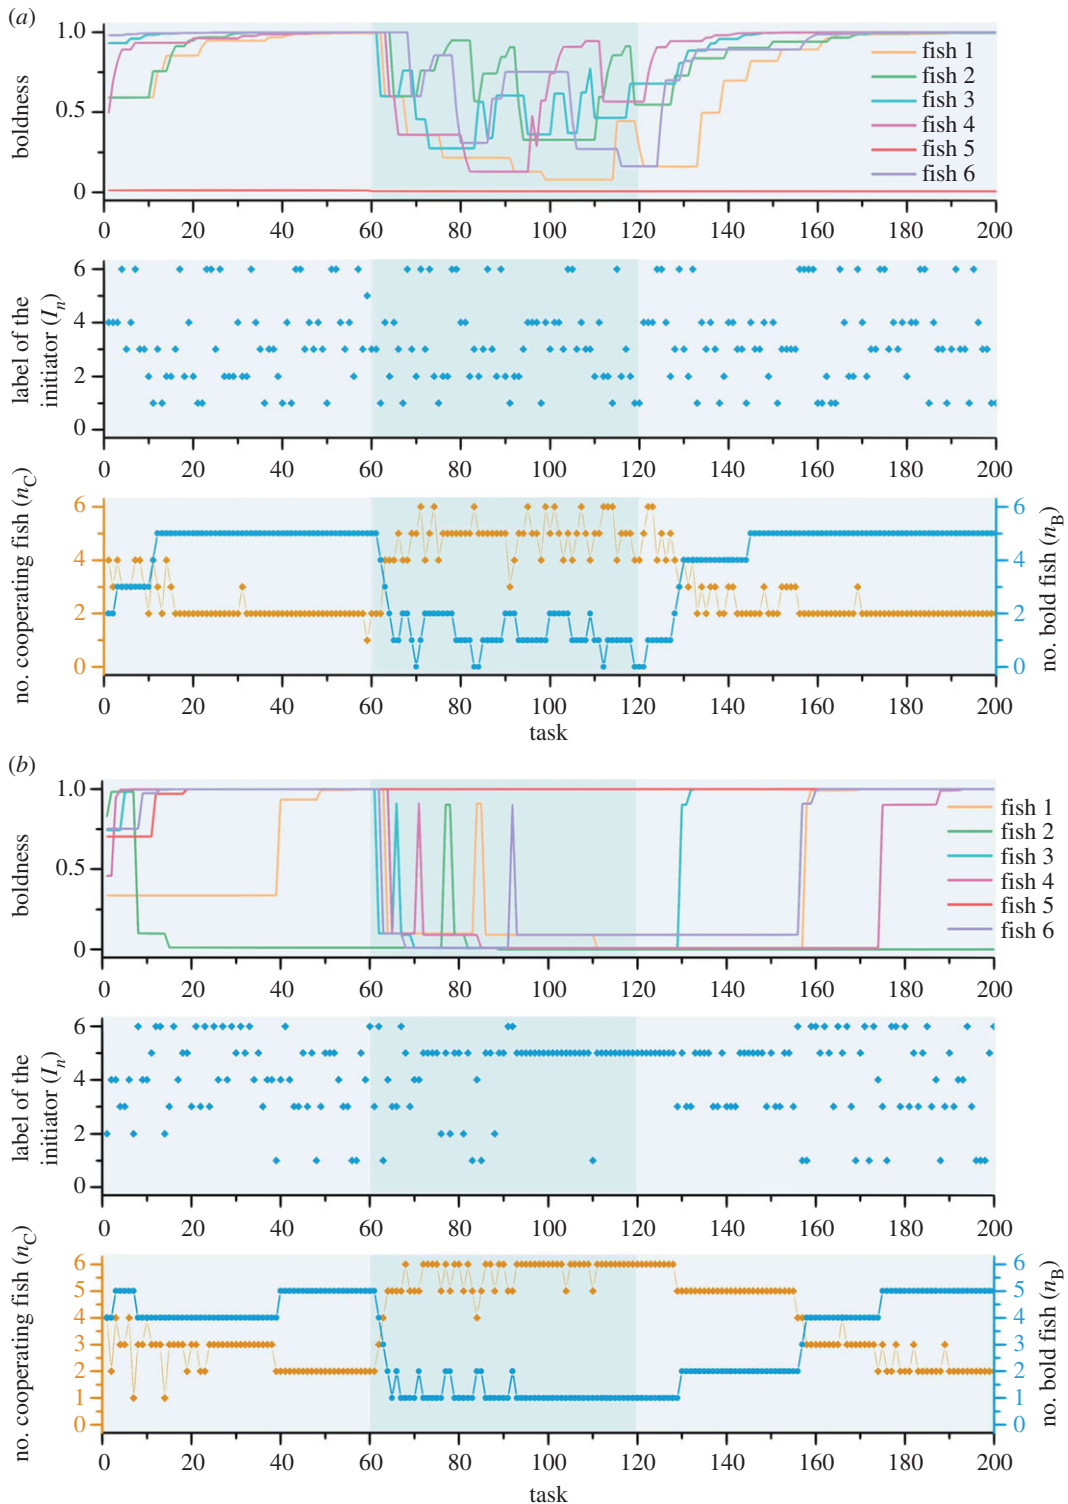 (a)
boldness
1.0
0.5
0
fish 1
fish 2
fish 3
fish 4
fish 5
fish 6
0 20 40 60 80 100 120 140 160 180 200
label of the
initiator (In)
6
4
2
0
0 20 40 60 80 100 120 140 160 180 200
no. cooperating fish (nC)
6
4
2
0
no. bold fish (nB)
6
4
2
0
0 20 40 60 80 100 120 140 160 180 200
task
(b)
boldness
1.0
0.5
0
fish 1
fish 2
fish 3
fish 4
fish 5
fish 6
0 20 40 60 80 100 120 140 160 180 200
label of the
initiator (In)
6
4
2
0
0 20 40 60 80 100 120 140 160 180 200
no. cooperating fish (nC)
6
5
4
3
2
1
0
no. bold fish (nB)
6
5
4
3
2
1
0
0 20 40 60 80 100 120 140 160 180 200
task